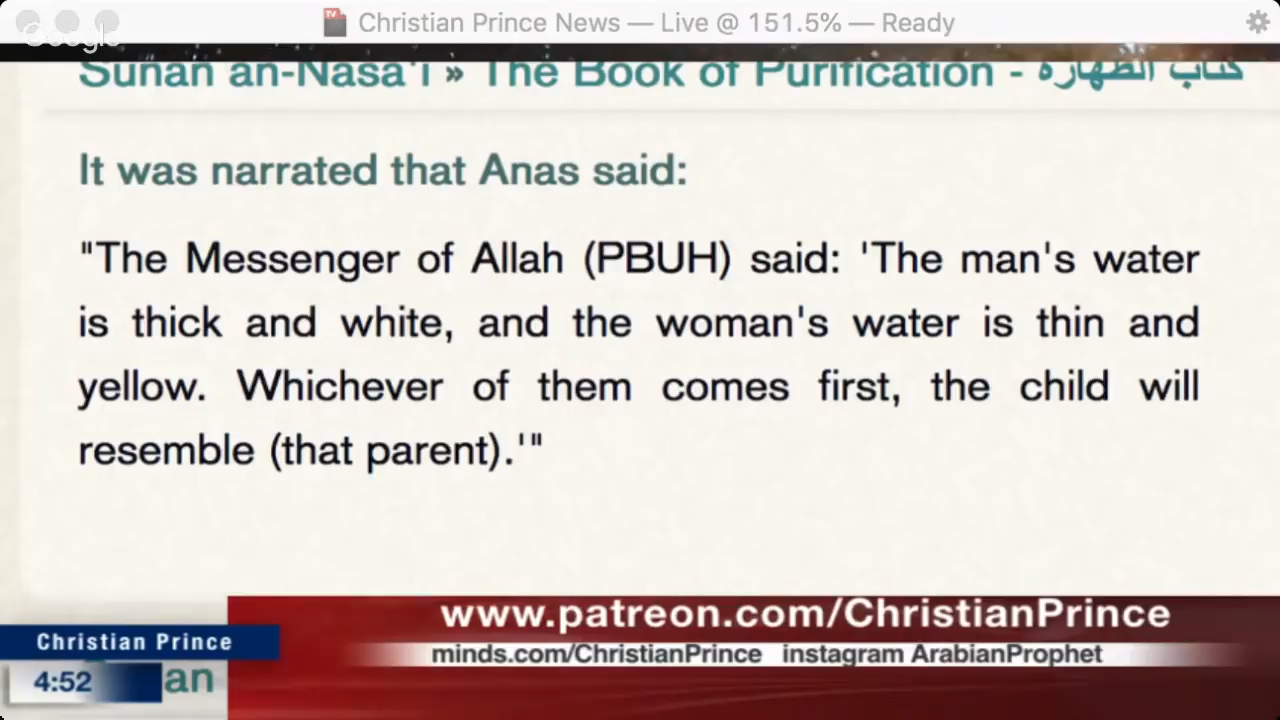 Christian Prince News — Live @ 151.5% — Ready
Google
Sunan an-Nasa'i » The Book of Purification - كتاب الطهارة
It was narrated that Anas said:
"The Messenger of Allah (PBUH) said: 'The man's water
is thick and white, and the woman's water is thin and
yellow. Whichever of them comes first, the child will
resemble (that parent).'"
www.patreon.com/ChristianPrince
Christian Prince
minds.com/ChristianPrince instagram ArabianProphet
4:52
an